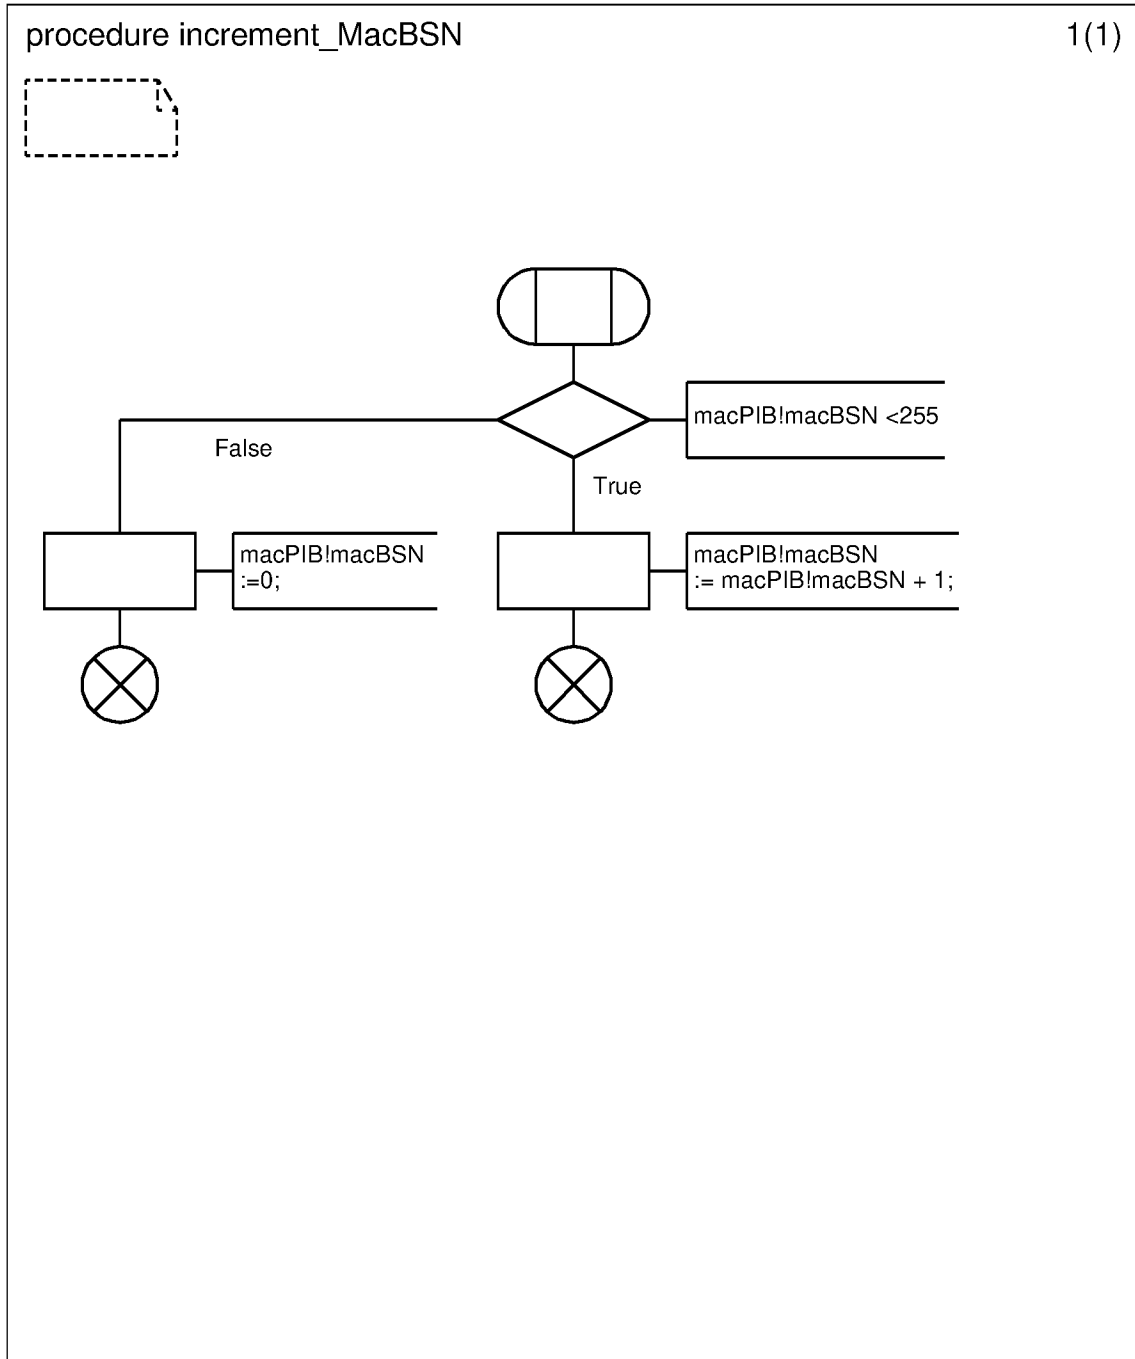 procedure increment_MacBSN
1(1)
macPIB!macBSN <255
False
True
macPIB!macBSN
:=0;
macPIB!macBSN
:= macPIB!macBSN + 1;